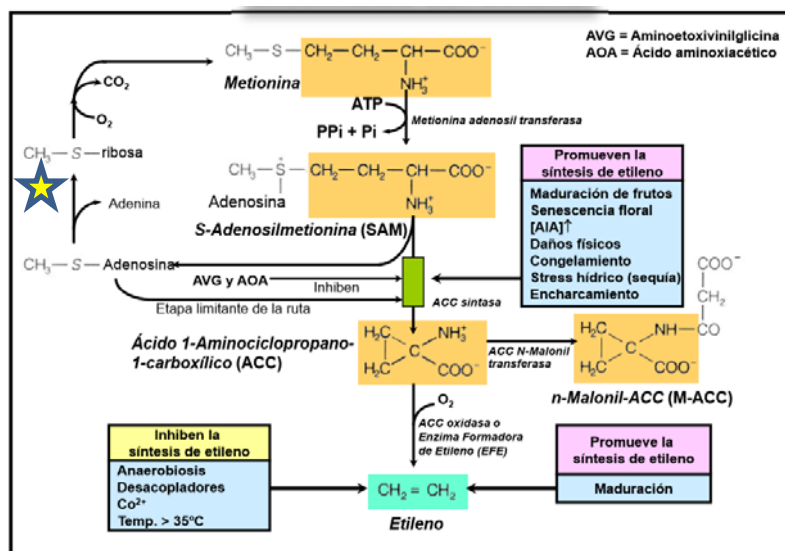 AVG = Aminoetoxivinilglicina
AOA = Ácido aminoxiacético
CH₃—S—CH₂—CH₂—CH—COO⁻
NH₃⁺
Metionina
CO₂
O₂
ATP
PPi + Pi
Metionina adenosil transferasa
CH₃—S—ribosa
Adenina
CH₃—S⁺—CH₂—CH₂—CH—COO⁻
Adenosina
NH₃⁺
S-Adenosilmetionina (SAM)
Promueven la
síntesis de etileno
Maduración de frutos
Senescencia floral
[AIA]↑
Daños físicos
Congelamiento
Stress hídrico (sequía)
Encharcamiento
CH₃—S—Adenosina
AVG y AOA
Inhiben
Etapa limitante de la ruta
ACC sintasa
Ácido 1-Aminociclopropano-
1-carboxílico (ACC)
H₂C
H₂C
C
NH₃⁺
COO⁻
ACC N-Malonil
transferasa
COO⁻
CH₂
CO
NH
H₂C
H₂C
C
COO⁻
n-Malonil-ACC (M-ACC)
O₂
ACC oxidasa o
Enzima Formadora
de Etileno (EFE)
Inhiben la
síntesis de etileno
Anaerobiosis
Desacopladores
Co²⁺
Temp. > 35ºC
CH₂ = CH₂
Etileno
Promueve la
síntesis de etileno
Maduración